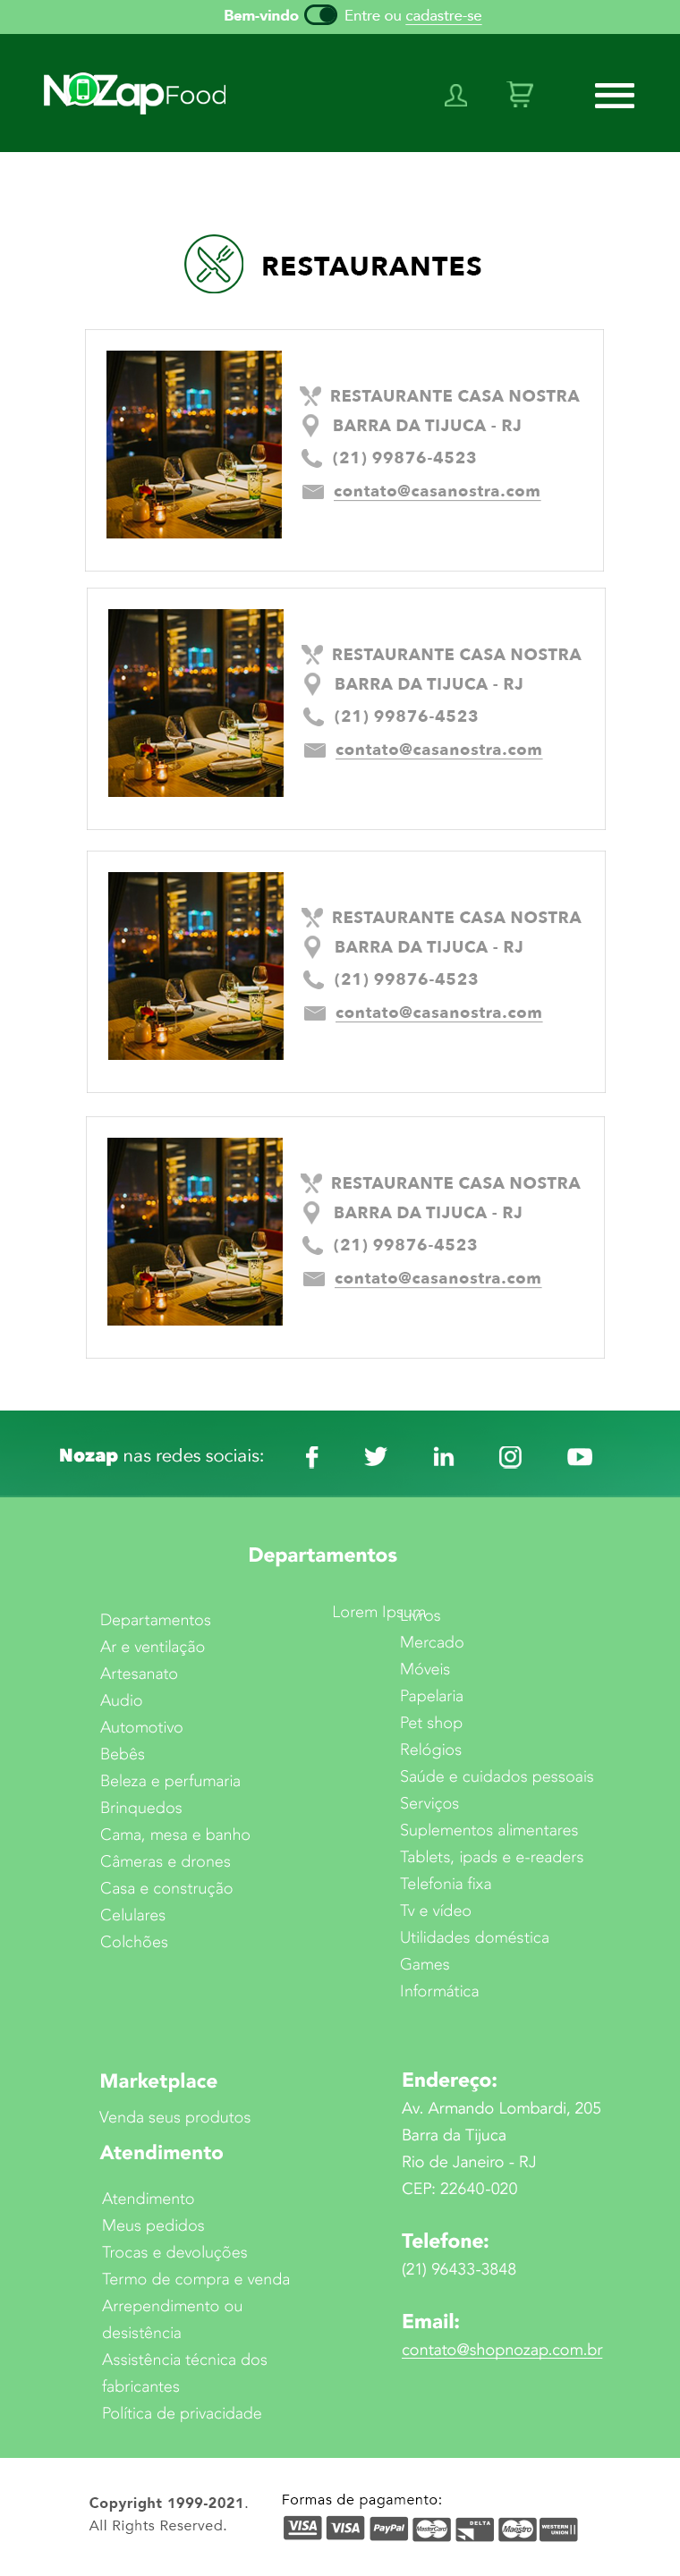 Bem-vindo Entre ou cadastre-se
NOZapFood
RESTAURANTES
RESTAURANTE CASA NOSTRA
BARRA DA TIJUCA - RJ
(21) 99876-4523
contato@casanostra.com
RESTAURANTE CASA NOSTRA
BARRA DA TIJUCA - RJ
(21) 99876-4523
contato@casanostra.com
RESTAURANTE CASA NOSTRA
BARRA DA TIJUCA - RJ
(21) 99876-4523
contato@casanostra.com
RESTAURANTE CASA NOSTRA
BARRA DA TIJUCA - RJ
(21) 99876-4523
contato@casanostra.com
Nozap nas redes sociais:
Departamentos
Departamentos
Ar e ventilação
Artesanato
Audio
Automotivo
Bebês
Beleza e perfumaria
Brinquedos
Cama, mesa e banho
Câmeras e drones
Casa e construção
Celulares
Colchões
Lorem Ipsum
Livros
Mercado
Móveis
Papelaria
Pet shop
Relógios
Saúde e cuidados pessoais
Serviços
Suplementos alimentares
Tablets, ipads e e-readers
Telefonia fixa
Tv e vídeo
Utilidades doméstica
Games
Informática
Marketplace
Venda seus produtos
Atendimento
Atendimento
Meus pedidos
Trocas e devoluções
Termo de compra e venda
Arrependimento ou
desistência
Assistência técnica dos
fabricantes
Política de privacidade
Endereço:
Av. Armando Lombardi, 205
Barra da Tijuca
Rio de Janeiro - RJ
CEP: 22640-020
Telefone:
(21) 96433-3848
Email:
contato@shopnozap.com.br
Copyright 1999-2021.
All Rights Reserved.
Formas de pagamento:
VISA VISA PayPal MasterCard DELTA Maestro WESTERN UNION